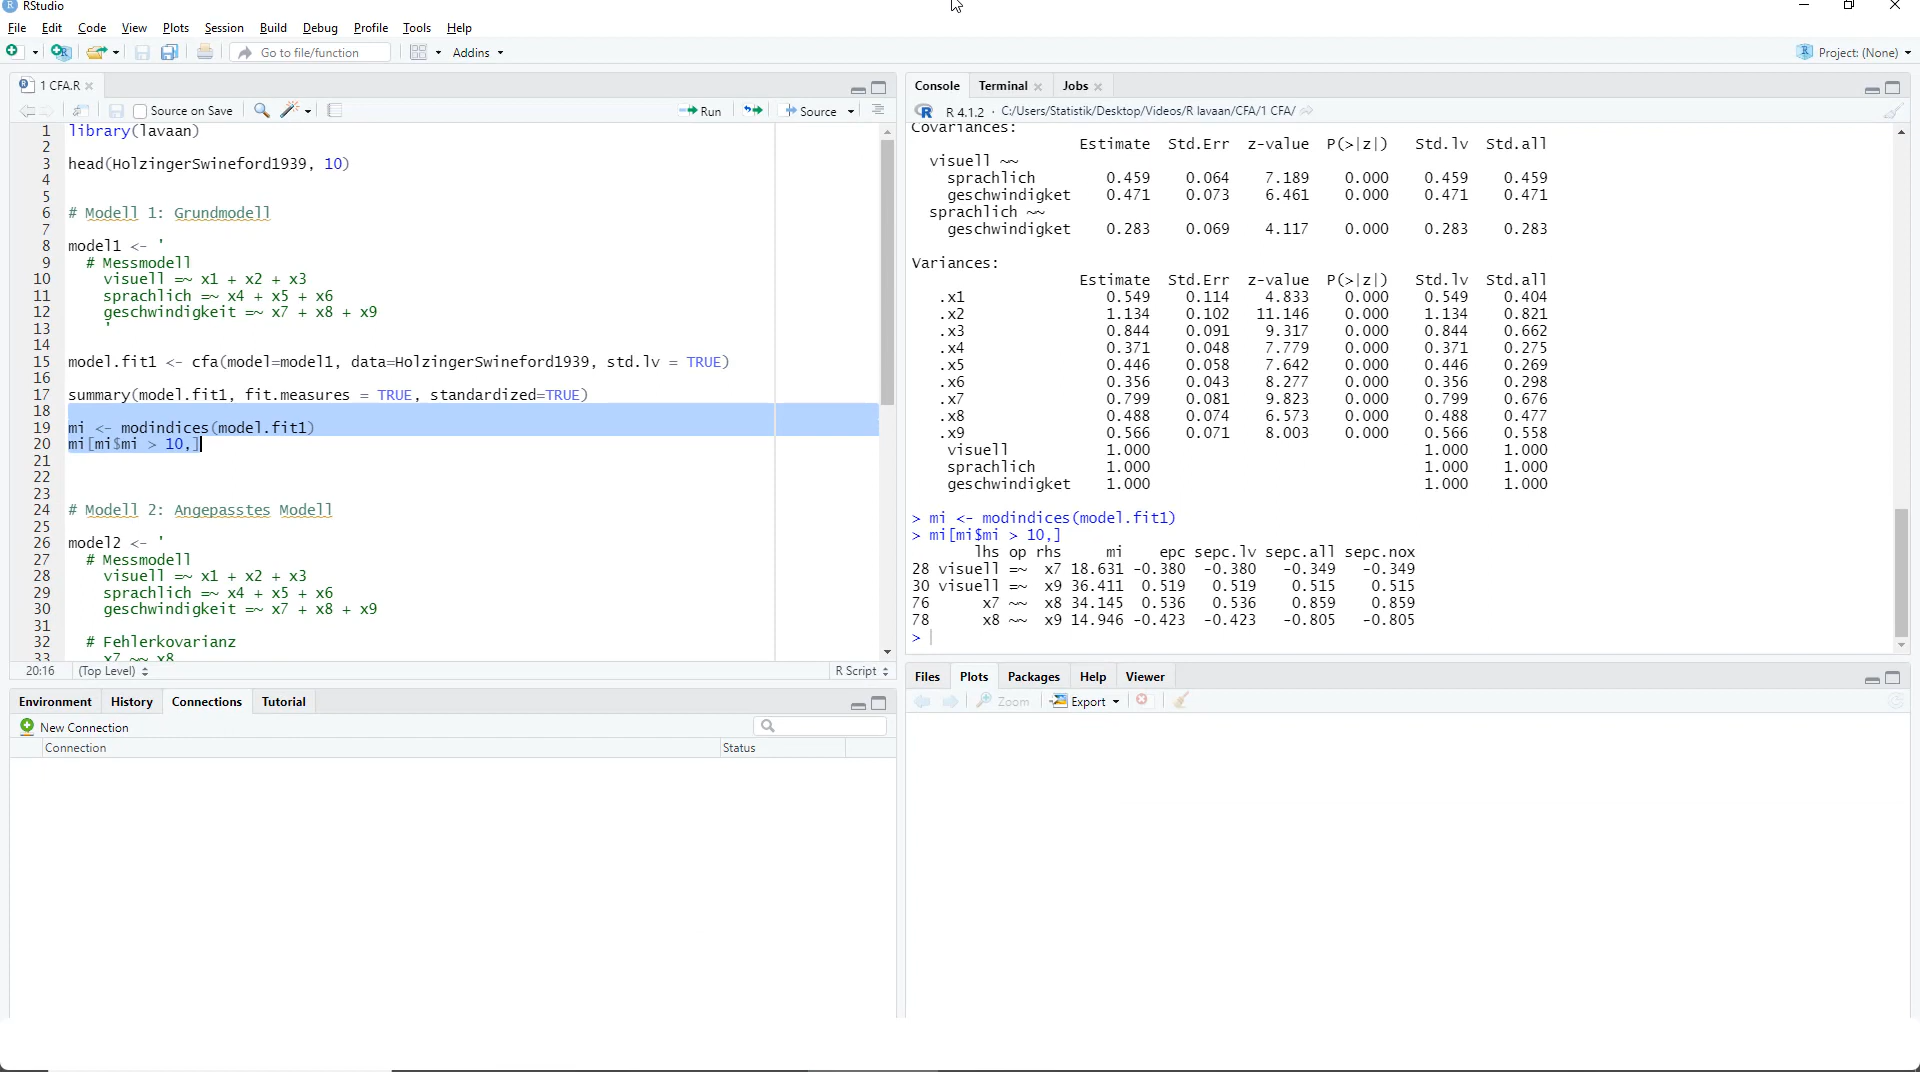 RStudio
File Edit Code View Plots Session Build Debug Profile Tools Help
Go to file/function Addins Project: (None)
1 CFA.R
Source on Save Run Source
1 library(lavaan)
2
3 head(HolzingerSwineford1939, 10)
4
5
6 # Modell 1: Grundmodell
7
8 model1 <- '
9 # Messmodell
10 visuell =~ x1 + x2 + x3
11 sprachlich =~ x4 + x5 + x6
12 geschwindigkeit =~ x7 + x8 + x9
13 '
14
15 model.fit1 <- cfa(model=model1, data=HolzingerSwineford1939, std.lv = TRUE)
16
17 summary(model.fit1, fit.measures = TRUE, standardized=TRUE)
18
19 mi <- modindices(model.fit1)
20 mi[mi$mi > 10,]
21
22
23
24 # Modell 2: Angepasstes Modell
25
26 model2 <- '
27 # Messmodell
28 visuell =~ x1 + x2 + x3
29 sprachlich =~ x4 + x5 + x6
30 geschwindigkeit =~ x7 + x8 + x9
31
32 # Fehlerkovarianz
33 x7 ~~ x8
20:16 (Top Level) R Script
Environment History Connections Tutorial
New Connection
Connection Status
Console Terminal Jobs
R 4.1.2 · C:/Users/Statistik/Desktop/Videos/R lavaan/CFA/1 CFA/
Covariances:
Estimate Std.Err z-value P(>|z|) Std.lv Std.all
visuell ~~
sprachlich 0.459 0.064 7.189 0.000 0.459 0.459
geschwindigket 0.471 0.073 6.461 0.000 0.471 0.471
sprachlich ~~
geschwindigket 0.283 0.069 4.117 0.000 0.283 0.283
Variances:
Estimate Std.Err z-value P(>|z|) Std.lv Std.all
.x1 0.549 0.114 4.833 0.000 0.549 0.404
.x2 1.134 0.102 11.146 0.000 1.134 0.821
.x3 0.844 0.091 9.317 0.000 0.844 0.662
.x4 0.371 0.048 7.779 0.000 0.371 0.275
.x5 0.446 0.058 7.642 0.000 0.446 0.269
.x6 0.356 0.043 8.277 0.000 0.356 0.298
.x7 0.799 0.081 9.823 0.000 0.799 0.676
.x8 0.488 0.074 6.573 0.000 0.488 0.477
.x9 0.566 0.071 8.003 0.000 0.566 0.558
visuell 1.000 1.000 1.000
sprachlich 1.000 1.000 1.000
geschwindigket 1.000 1.000 1.000
> mi <- modindices(model.fit1)
> mi[mi$mi > 10,]
lhs op rhs mi epc sepc.lv sepc.all sepc.nox
28 visuell =~ x7 18.631 -0.380 -0.380 -0.349 -0.349
30 visuell =~ x9 36.411 0.519 0.519 0.515 0.515
76 x7 ~~ x8 34.145 0.536 0.536 0.859 0.859
78 x8 ~~ x9 14.946 -0.423 -0.423 -0.805 -0.805
>
Files Plots Packages Help Viewer
Zoom Export